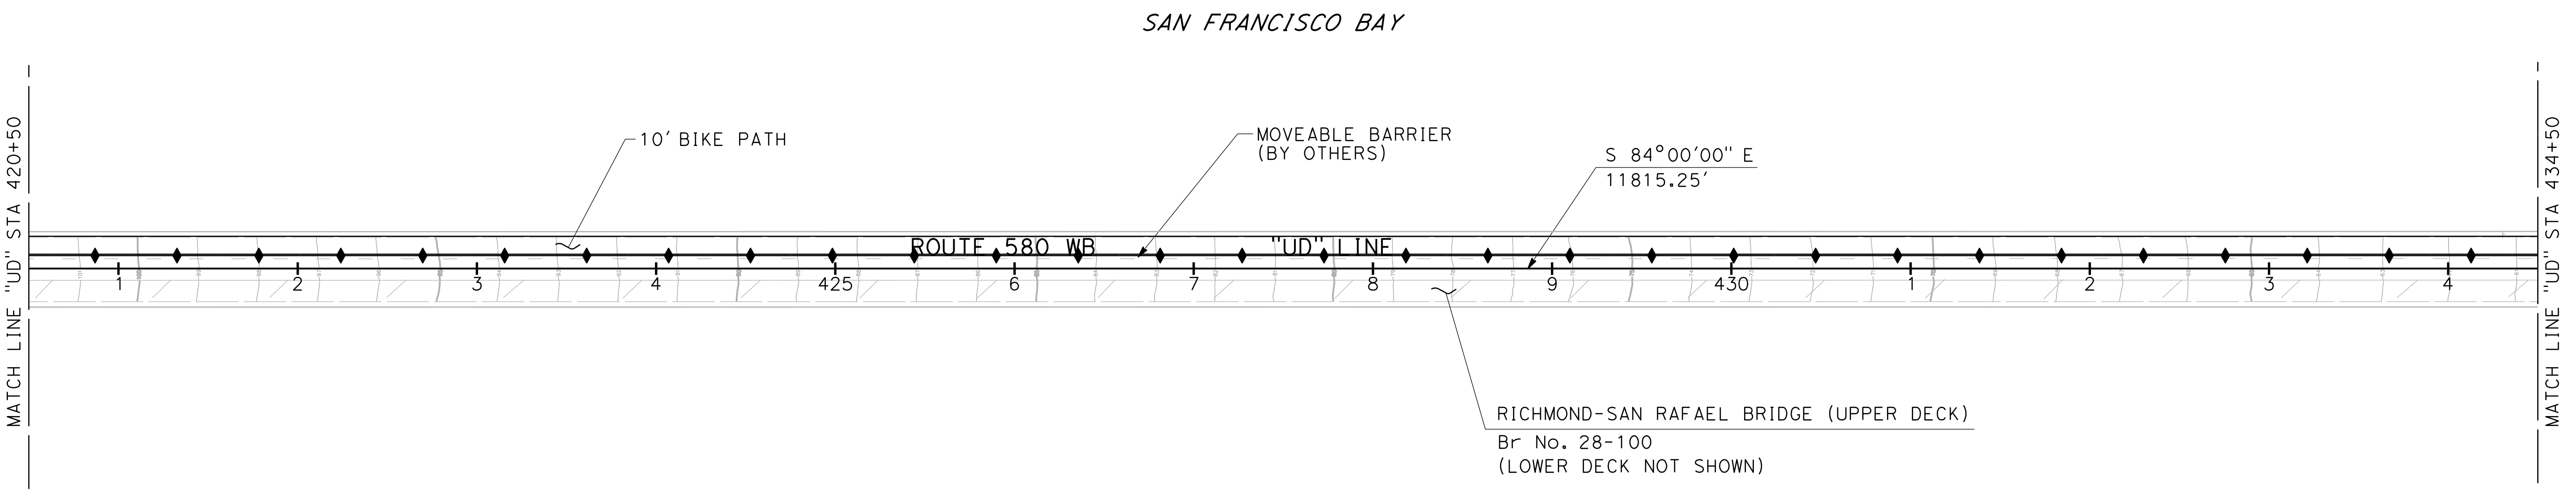 SAN FRANCISCO BAY
MATCH LINE "UD" STA 420+50
10' BIKE PATH
MOVEABLE BARRIER
(BY OTHERS)
S 84°00'00" E
11815.25'
ROUTE 580 WB
"UD" LINE
1 2 3 4 425 6 7 8 9 430 1 2 3 4
RICHMOND-SAN RAFAEL BRIDGE (UPPER DECK)
Br No. 28-100
(LOWER DECK NOT SHOWN)
MATCH LINE "UD" STA 434+50